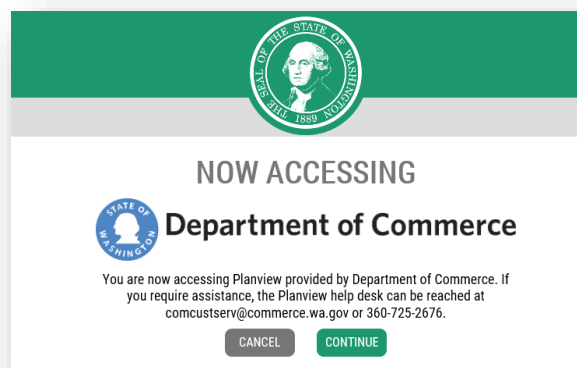 THE SEAL OF THE STATE OF WASHINGTON
1889
NOW ACCESSING
STATE OF
WASHINGTON
Department of Commerce
You are now accessing Planview provided by Department of Commerce. If
you require assistance, the Planview help desk can be reached at
comcustserv@commerce.wa.gov or 360-725-2676.
CANCEL CONTINUE